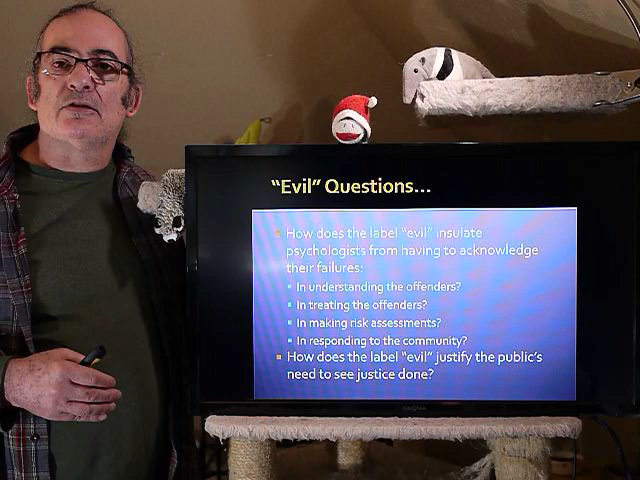 "Evil" Questions...
How does the label "evil" insulate
psychologists from having to acknowledge
their failures:
In understanding the offenders?
In treating the offenders?
In making risk assessments?
In responding to the community?
How does the label "evil" justify the public's
need to see justice done?